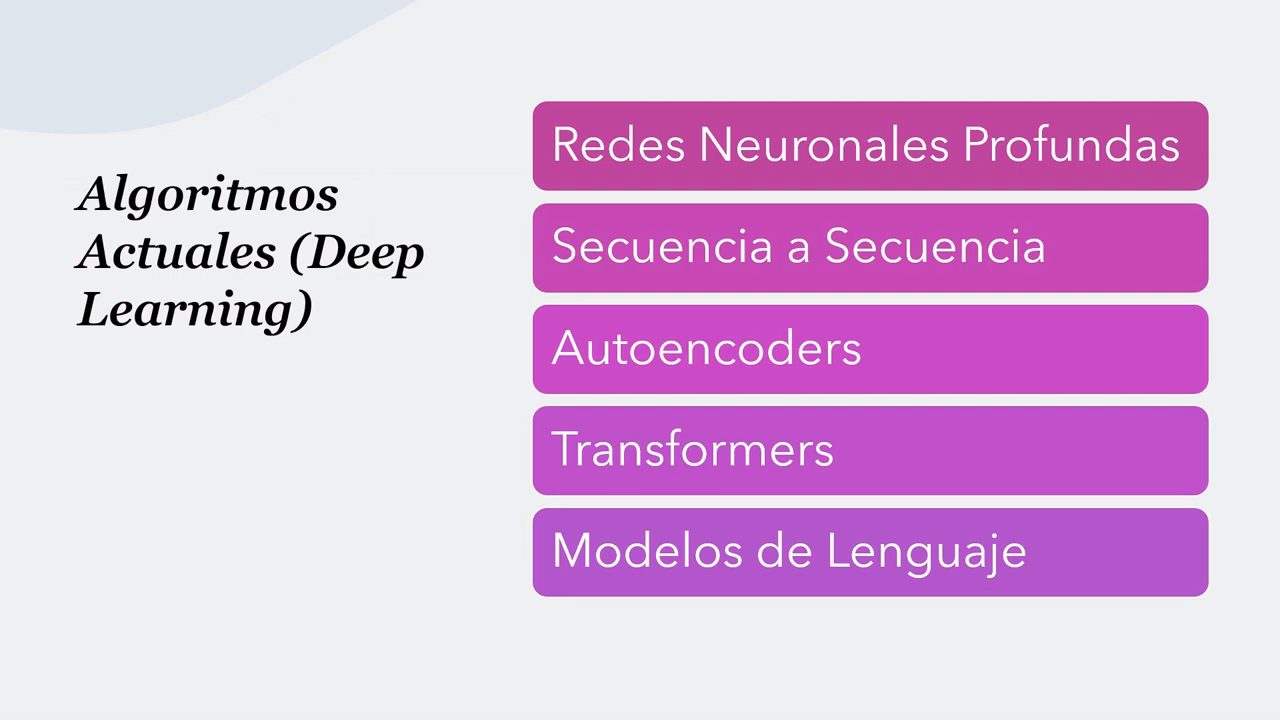 Algoritmos
Actuales (Deep
Learning)
Redes Neuronales Profundas
Secuencia a Secuencia
Autoencoders
Transformers
Modelos de Lenguaje